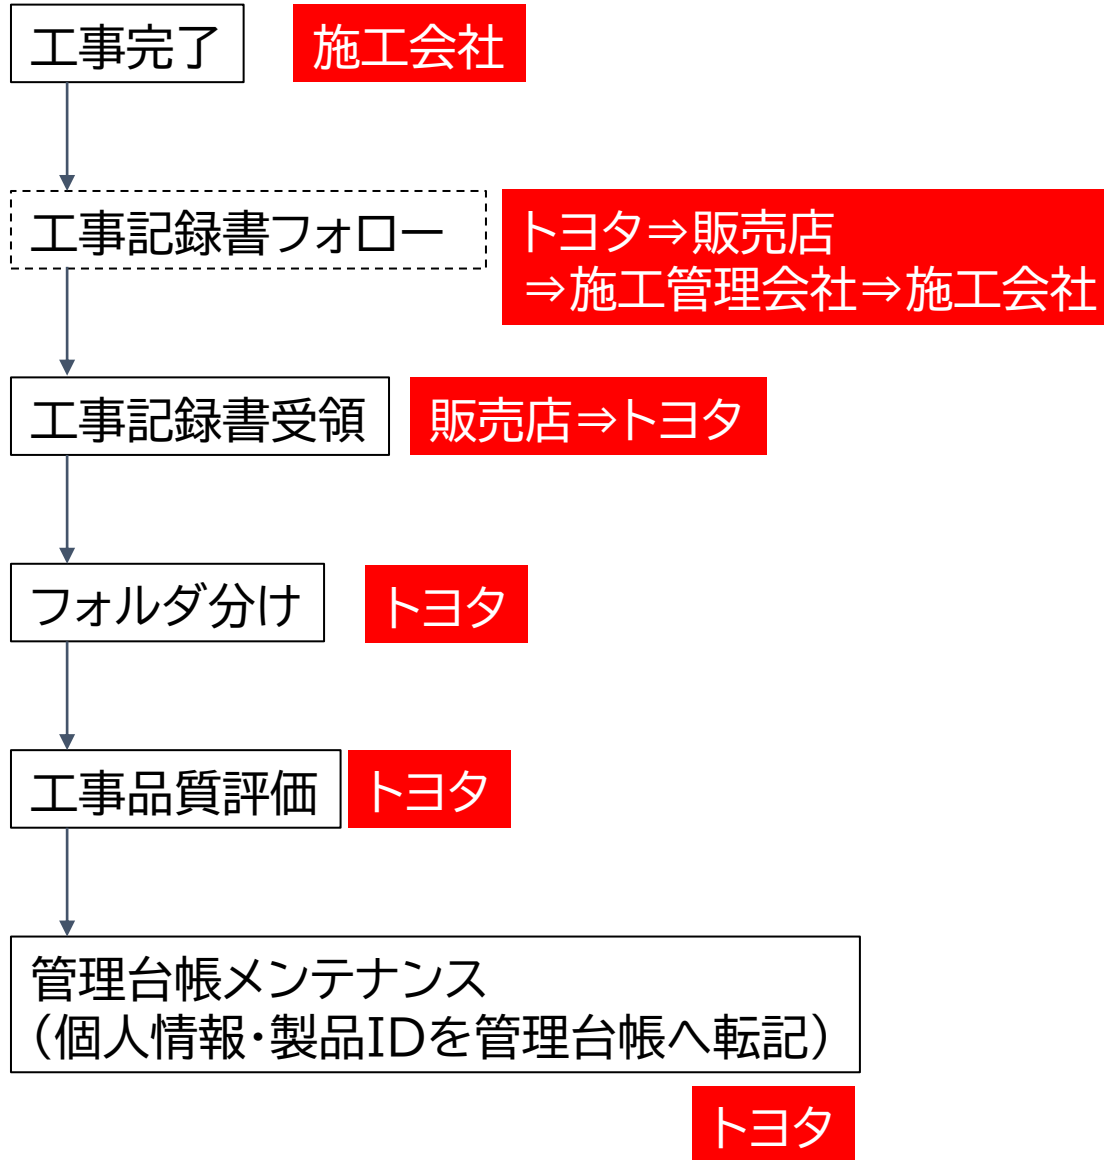 工事完了
施工会社
工事記録書フォロー
トヨタ⇒販売店
⇒施工管理会社⇒施工会社
工事記録書受領
販売店⇒トヨタ
フォルダ分け
トヨタ
工事品質評価
トヨタ
管理台帳メンテナンス
（個人情報・製品IDを管理台帳へ転記）
トヨタ